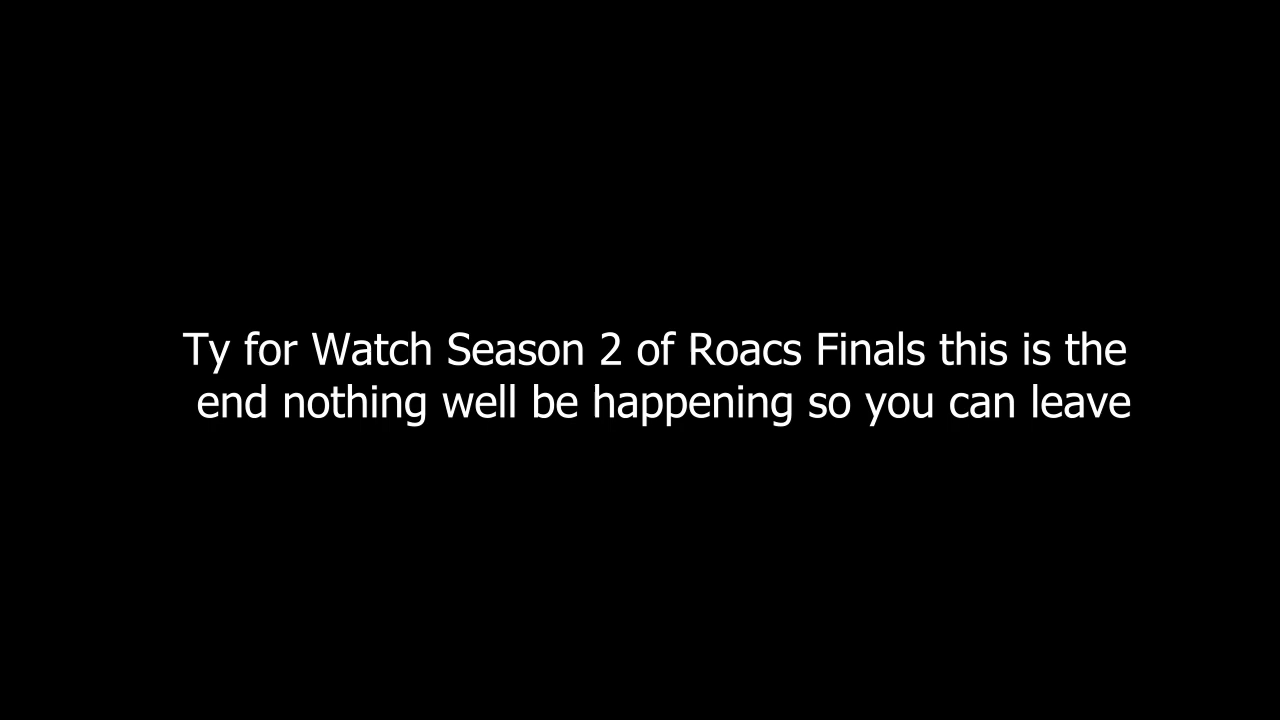 Ty for Watch Season 2 of Roacs Finals this is the
end nothing well be happening so you can leave